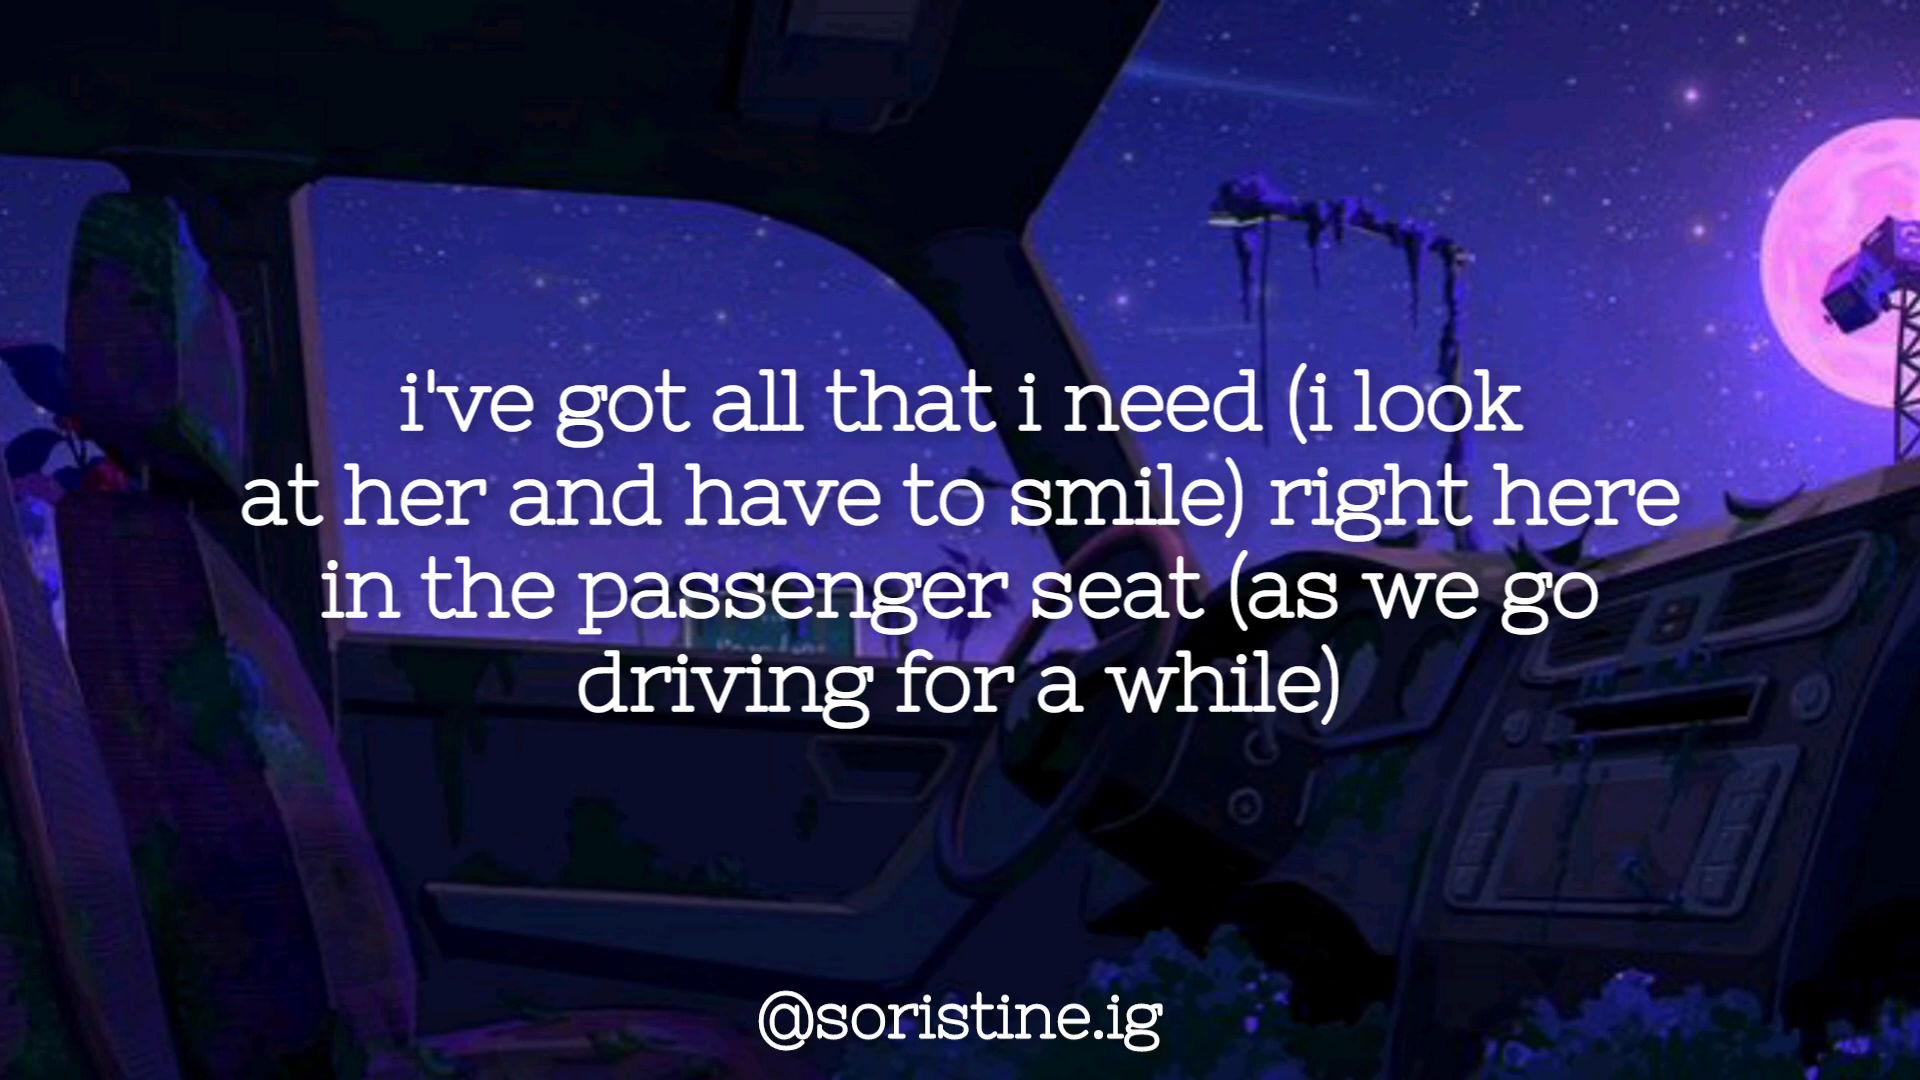 i've got all that i need (i look
at her and have to smile) right here
in the passenger seat (as we go
driving for a while)
@soristine.ig